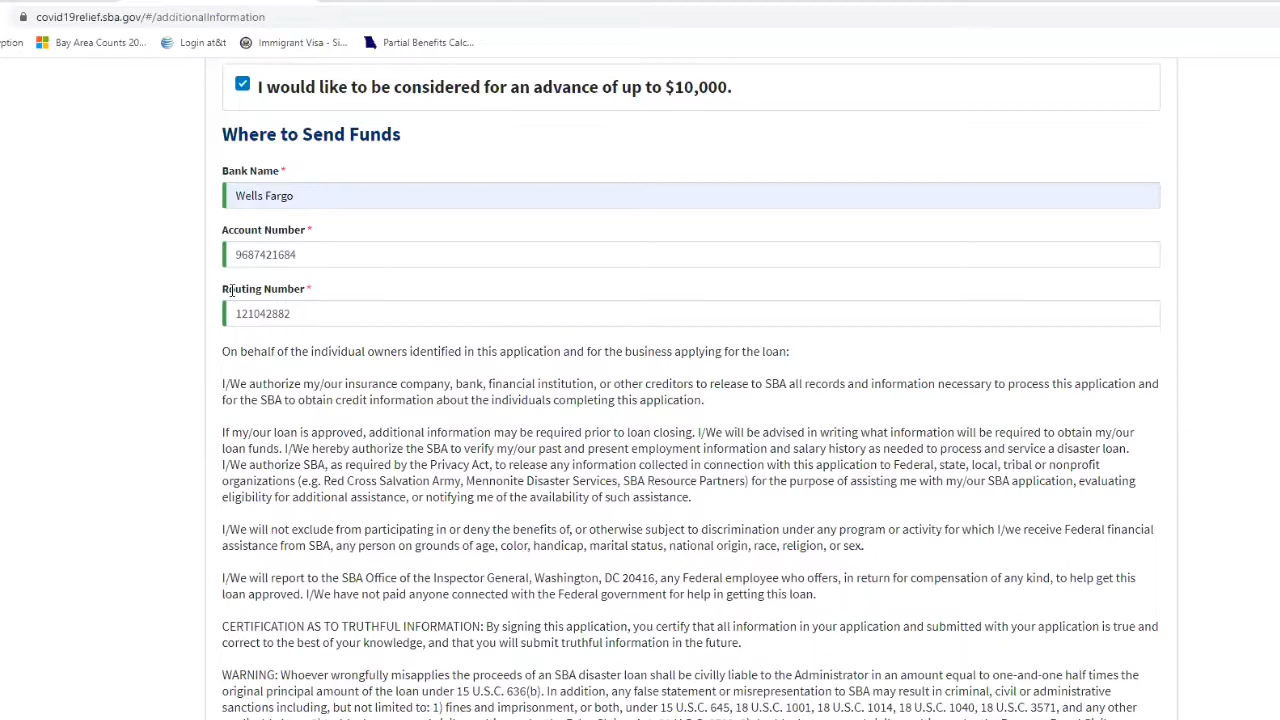 covid19relief.sba.gov/#/additionalInformation
ption Bay Area Counts 20... Login at&t Immigrant Visa - Si... Partial Benefits Calc...
I would like to be considered for an advance of up to $10,000.
Where to Send Funds
Bank Name *
Wells Fargo
Account Number *
9687421684
Routing Number *
121042882
On behalf of the individual owners identified in this application and for the business applying for the loan:
I/We authorize my/our insurance company, bank, financial institution, or other creditors to release to SBA all records and information necessary to process this application and
for the SBA to obtain credit information about the individuals completing this application.
If my/our loan is approved, additional information may be required prior to loan closing. I/We will be advised in writing what information will be required to obtain my/our
loan funds. I/We hereby authorize the SBA to verify my/our past and present employment information and salary history as needed to process and service a disaster loan.
I/We authorize SBA, as required by the Privacy Act, to release any information collected in connection with this application to Federal, state, local, tribal or nonprofit
organizations (e.g. Red Cross Salvation Army, Mennonite Disaster Services, SBA Resource Partners) for the purpose of assisting me with my/our SBA application, evaluating
eligibility for additional assistance, or notifying me of the availability of such assistance.
I/We will not exclude from participating in or deny the benefits of, or otherwise subject to discrimination under any program or activity for which I/we receive Federal financial
assistance from SBA, any person on grounds of age, color, handicap, marital status, national origin, race, religion, or sex.
I/We will report to the SBA Office of the Inspector General, Washington, DC 20416, any Federal employee who offers, in return for compensation of any kind, to help get this
loan approved. I/We have not paid anyone connected with the Federal government for help in getting this loan.
CERTIFICATION AS TO TRUTHFUL INFORMATION: By signing this application, you certify that all information in your application and submitted with your application is true and
correct to the best of your knowledge, and that you will submit truthful information in the future.
WARNING: Whoever wrongfully misapplies the proceeds of an SBA disaster loan shall be civilly liable to the Administrator in an amount equal to one-and-one half times the
original principal amount of the loan under 15 U.S.C. 636(b). In addition, any false statement or misrepresentation to SBA may result in criminal, civil or administrative
sanctions including, but not limited to: 1) fines and imprisonment, or both, under 15 U.S.C. 645, 18 U.S.C. 1001, 18 U.S.C. 1014, 18 U.S.C. 1040, 18 U.S.C. 3571, and any other